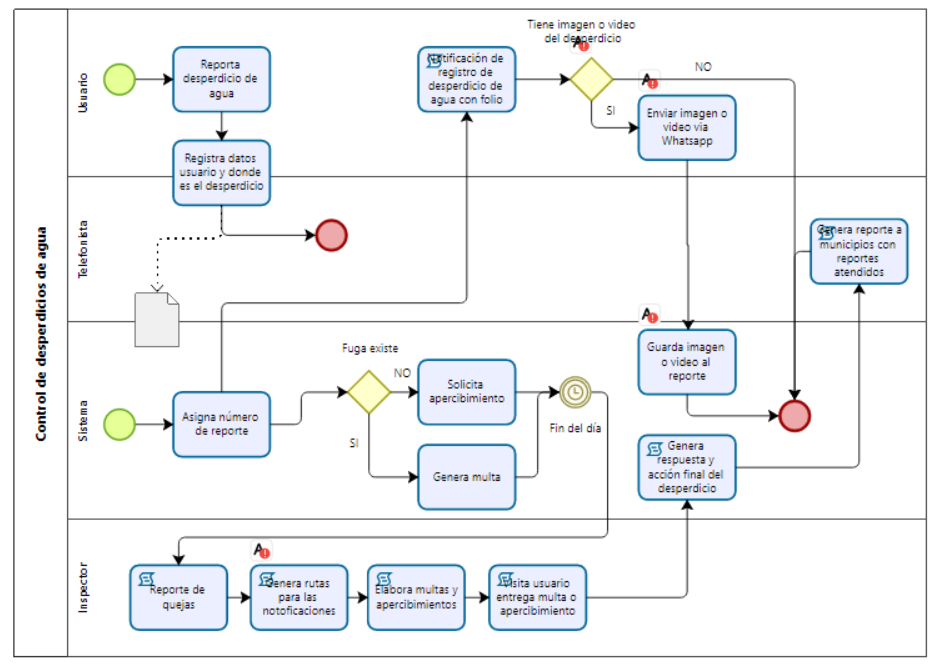 Control de desperdicios de agua
Usuario
Reporta
desperdicio de
agua
Registra datos
usuario y donde
es el desperdicio
Notificación de
registro de
desperdicio de
agua con folio
Tiene imagen o video
del desperdicio
A
NO
SI
A
Enviar imagen o
video via
Whatsapp
Telefonista
Genera reporte a
municipios con
reportes
atendidos
Sistema
Asigna número
de reporte
Fuga existe
NO
SI
Solicita
apercibimiento
Genera multa
Fin del día
A
Guarda imagen
o video al
reporte
Genera
respuesta y
acción final del
desperdicio
Inspector
Reporte de
quejas
A
Genera rutas
para las
notoficaciones
Elabora multas y
apercibimientos
Visita usuario
entrega multa o
apercibimiento